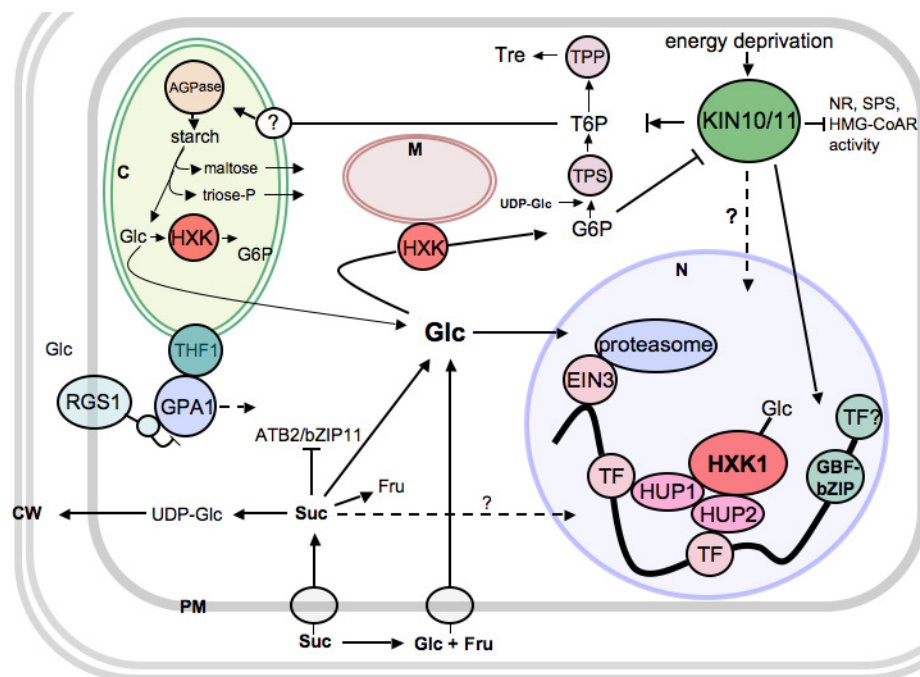 energy deprivation
Tre
TPP
AGPase
?
T6P
KIN10/11
NR, SPS,
HMG-CoAR
activity
starch
C
M
maltose
triose-P
TPS
UDP-Glc
G6P
?
Glc
HXK
G6P
HXK
N
Glc
THF1
proteasome
Glc
EIN3
RGS1
GPA1
Glc
TF?
ATB2/bZIP11
HXK1
GBF-
bZIP
TF
HUP1
Fru
HUP2
CW
UDP-Glc
Suc
?
TF
PM
Suc
Glc + Fru